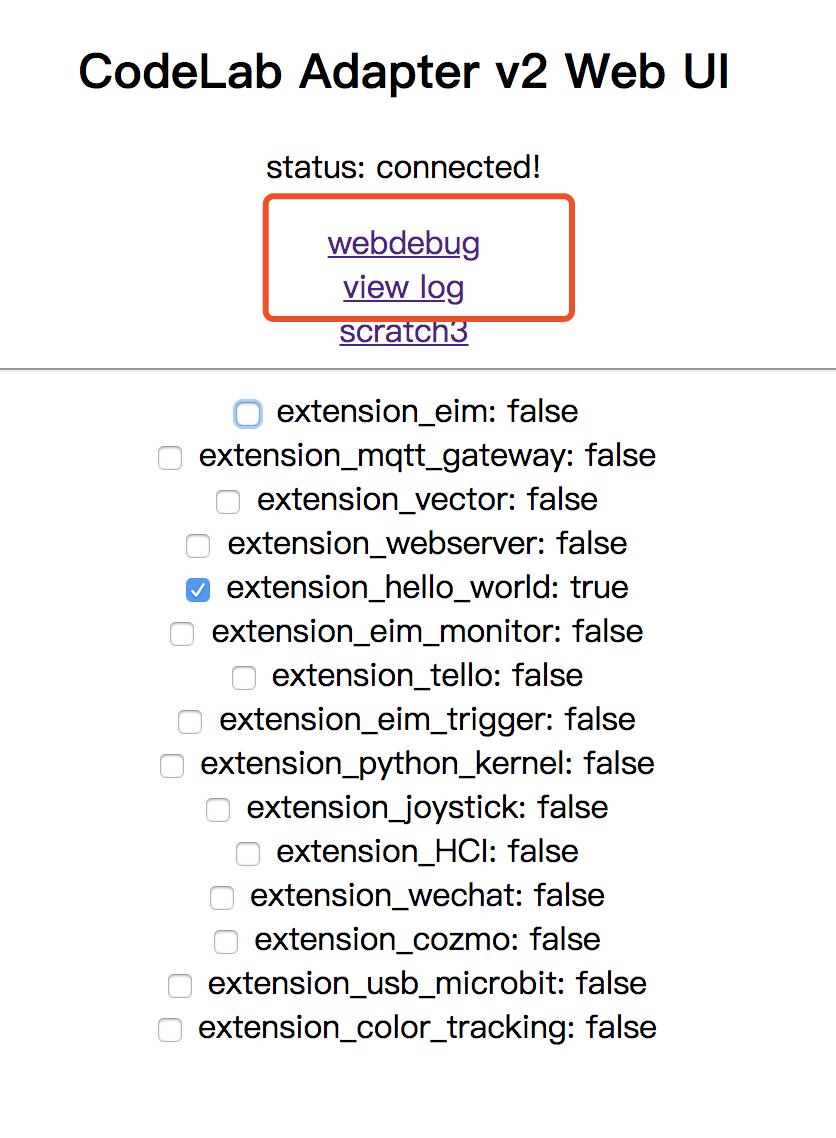 CodeLab Adapter v2 Web UI
status: connected!
webdebug
view log
scratch3
extension_eim: false
extension_mqtt_gateway: false
extension_vector: false
extension_webserver: false
extension_hello_world: true
extension_eim_monitor: false
extension_tello: false
extension_eim_trigger: false
extension_python_kernel: false
extension_joystick: false
extension_HCI: false
extension_wechat: false
extension_cozmo: false
extension_usb_microbit: false
extension_color_tracking: false